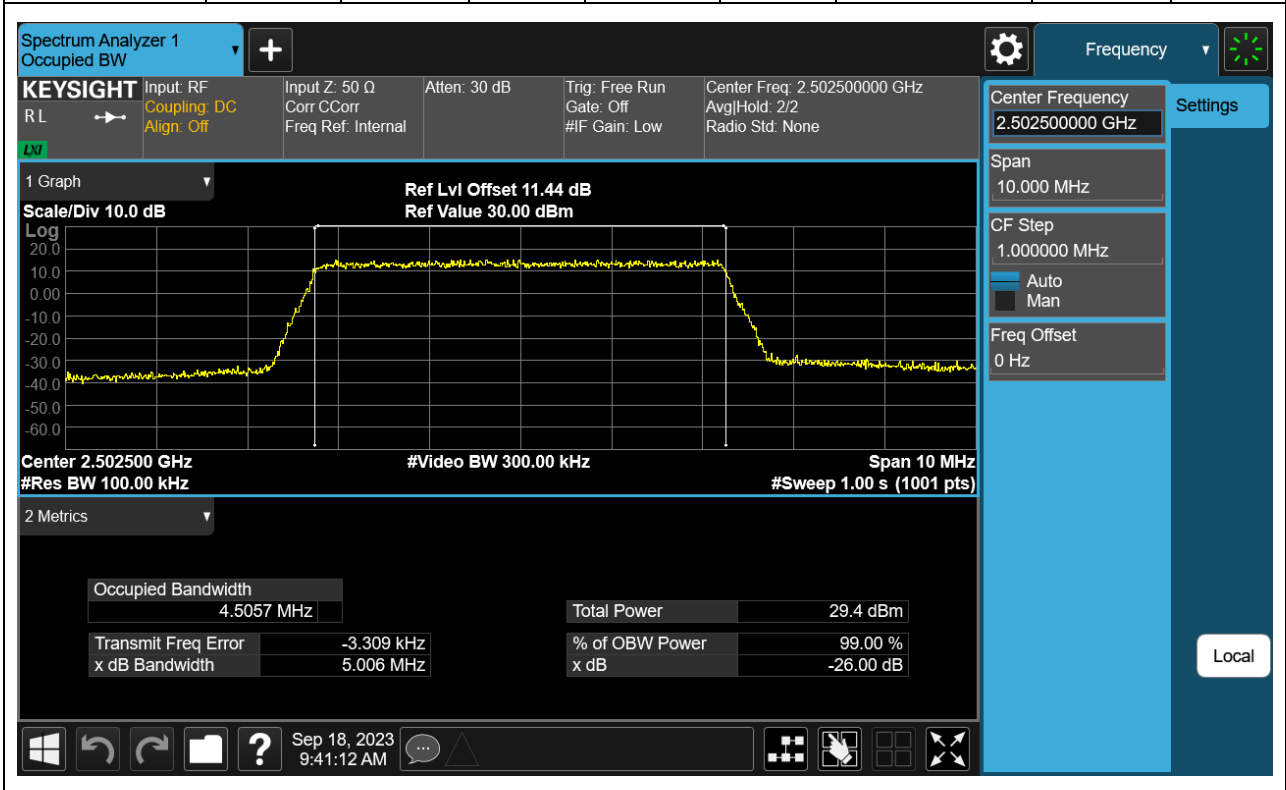 Spectrum Analyzer 1
Occupied BW
Frequency
KEYSIGHT
RL
LXI
Input: RF
Coupling: DC
Align: Off
Input Z: 50 Ω
Corr CCorr
Freq Ref: Internal
Atten: 30 dB
Trig: Free Run
Gate: Off
#IF Gain: Low
Center Freq: 2.502500000 GHz
Avg|Hold: 2/2
Radio Std: None
1 Graph
Scale/Div 10.0 dB
Ref Lvl Offset 11.44 dB
Ref Value 30.00 dBm
Log
20.0
10.0
0.00
-10.0
-20.0
-30.0
-40.0
-50.0
-60.0
Center 2.502500 GHz
#Video BW 300.00 kHz
Span 10 MHz
#Res BW 100.00 kHz
#Sweep 1.00 s (1001 pts)
2 Metrics
Occupied Bandwidth
4.5057 MHz
Total Power 29.4 dBm
Transmit Freq Error -3.309 kHz
% of OBW Power 99.00 %
x dB Bandwidth 5.006 MHz
x dB -26.00 dB
?
Sep 18, 2023
9:41:12 AM
Center Frequency
2.502500000 GHz
Settings
Span
10.000 MHz
CF Step
1.000000 MHz
Auto
Man
Freq Offset
0 Hz
Local